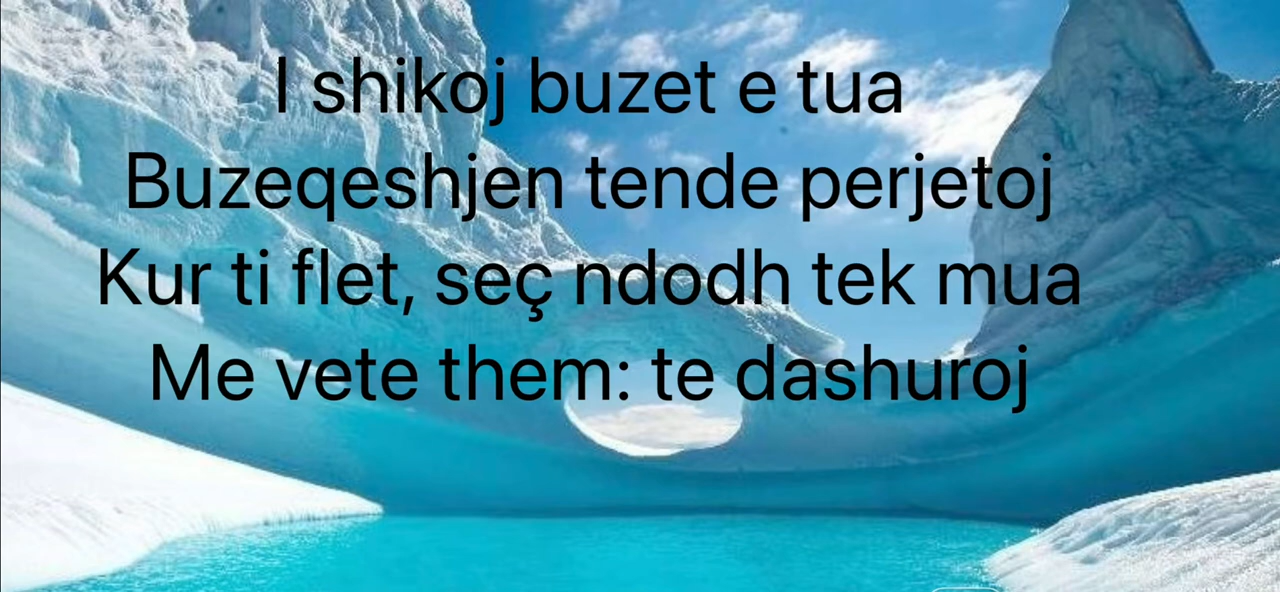 I shikoj buzet e tua
Buzeqeshjen tende perjetoj
Kur ti flet, seç ndodh tek mua
Me vete them: te dashuroj